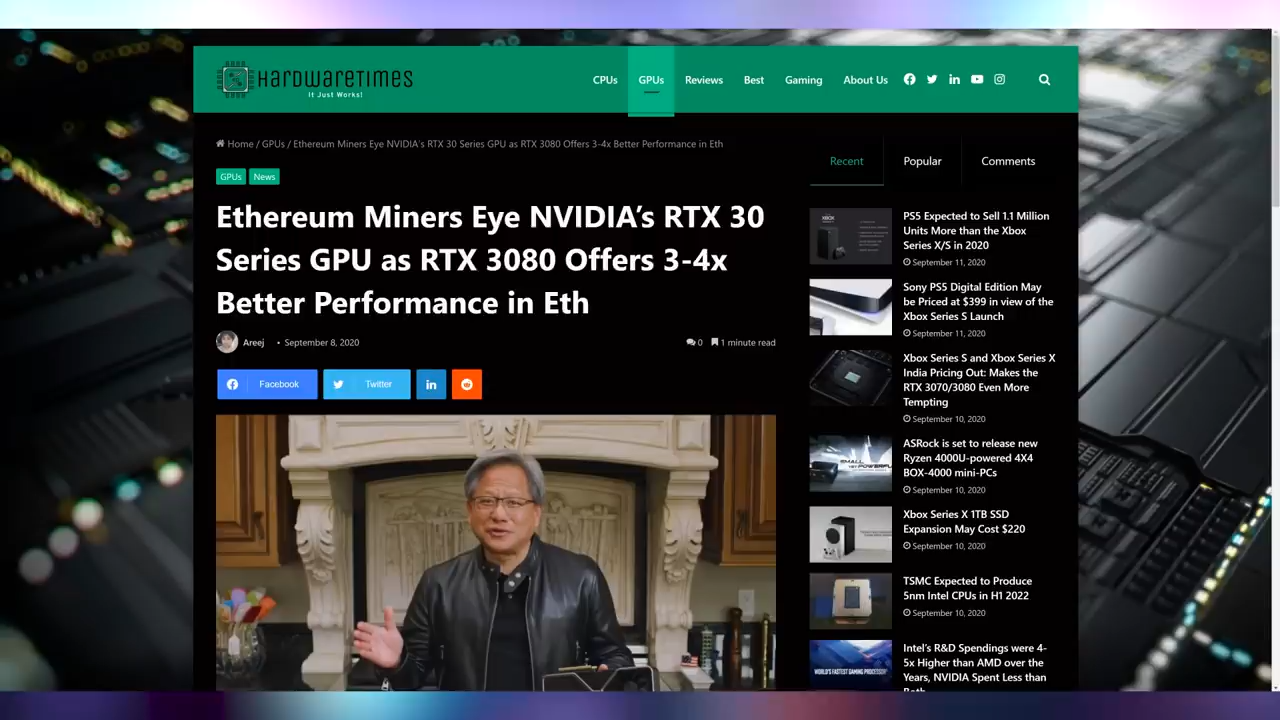 HARDWARETIMES
It Just Works!
CPUs GPUs Reviews Best Gaming About Us
Home / GPUs / Ethereum Miners Eye NVIDIA's RTX 30 Series GPU as RTX 3080 Offers 3-4x Better Performance in Eth
GPUs News
Ethereum Miners Eye NVIDIA's RTX 30
Series GPU as RTX 3080 Offers 3-4x
Better Performance in Eth
Areej • September 8, 2020 0 1 minute read
Facebook Twitter in
Recent Popular Comments
XBOX
PS5 Expected to Sell 1.1 Million
Units More than the Xbox
Series X/S in 2020
September 11, 2020
Sony PS5 Digital Edition May
be Priced at $399 in view of the
Xbox Series S Launch
September 11, 2020
Xbox Series S and Xbox Series X
India Pricing Out: Makes the
RTX 3070/3080 Even More
Tempting
September 10, 2020
ASRock is set to release new
Ryzen 4000U-powered 4X4
BOX-4000 mini-PCs
September 10, 2020
Xbox Series X 1TB SSD
Expansion May Cost $220
September 10, 2020
TSMC Expected to Produce
5nm Intel CPUs in H1 2022
September 10, 2020
WORLD'S FASTEST GAMING PROCESSOR
Intel's R&D Spendings were 4-
5x Higher than AMD over the
Years, NVIDIA Spent Less than
Both